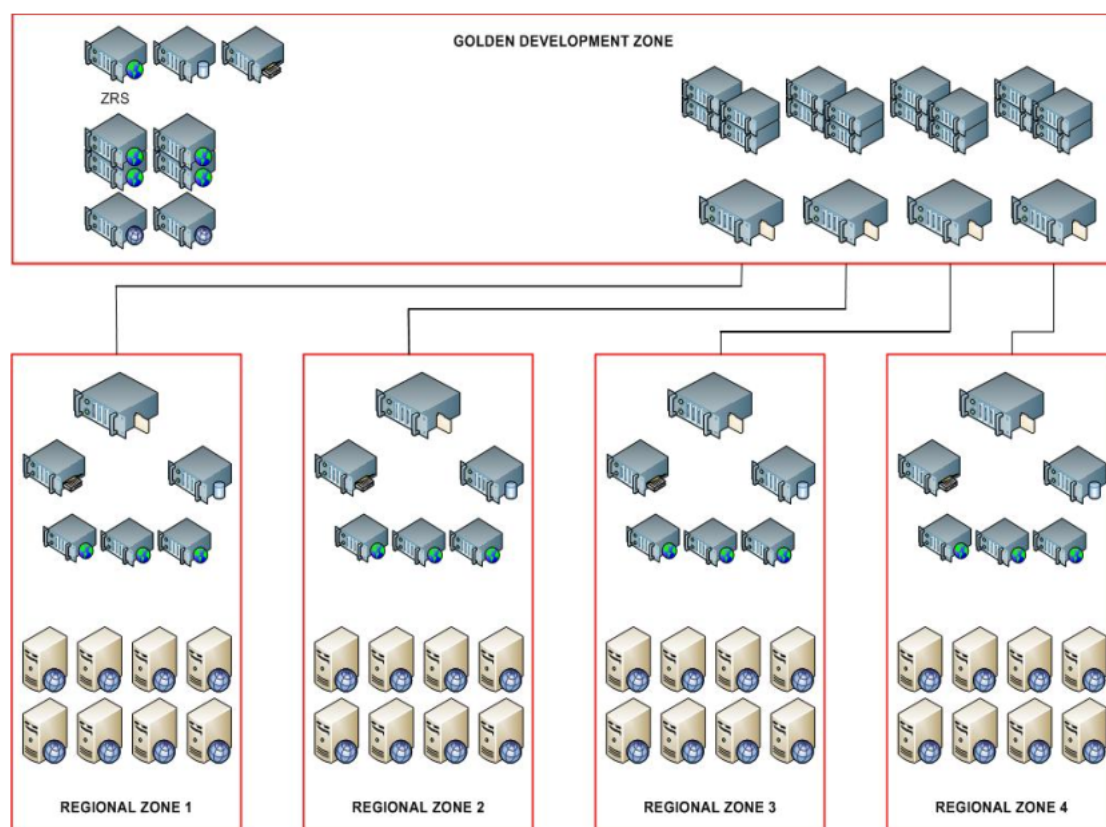 GOLDEN DEVELOPMENT ZONE
ZRS
REGIONAL ZONE 1
REGIONAL ZONE 2
REGIONAL ZONE 3
REGIONAL ZONE 4